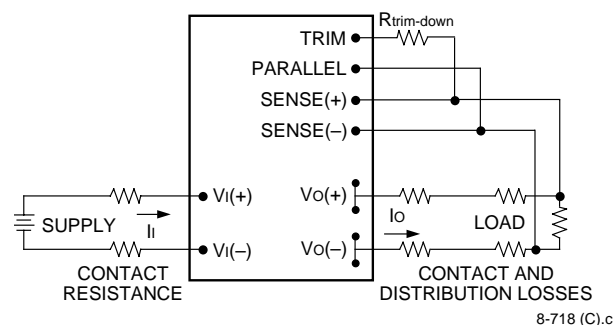 TRIM
Rtrim-down
PARALLEL
SENSE(+)
SENSE(–)
VI(+)
VO(+)
SUPPLY
II
IO
LOAD
VI(–)
VO(–)
CONTACT
RESISTANCE
CONTACT AND
DISTRIBUTION LOSSES
8-718 (C).c